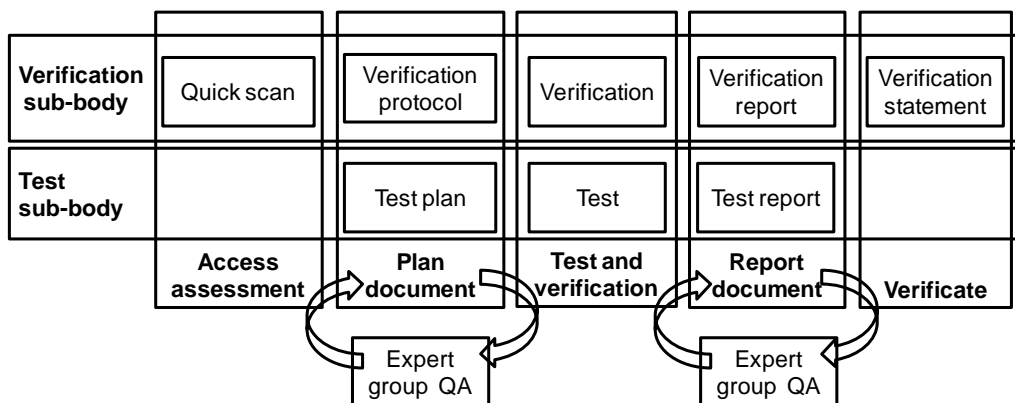 Verification
sub-body
Quick scan
Verification
protocol
Verification
Verification
report
Verification
statement
Test
sub-body
Test plan
Test
Test report
Access
assessment
Plan
document
Test and
verification
Report
document
Verificate
Expert
group QA
Expert
group QA